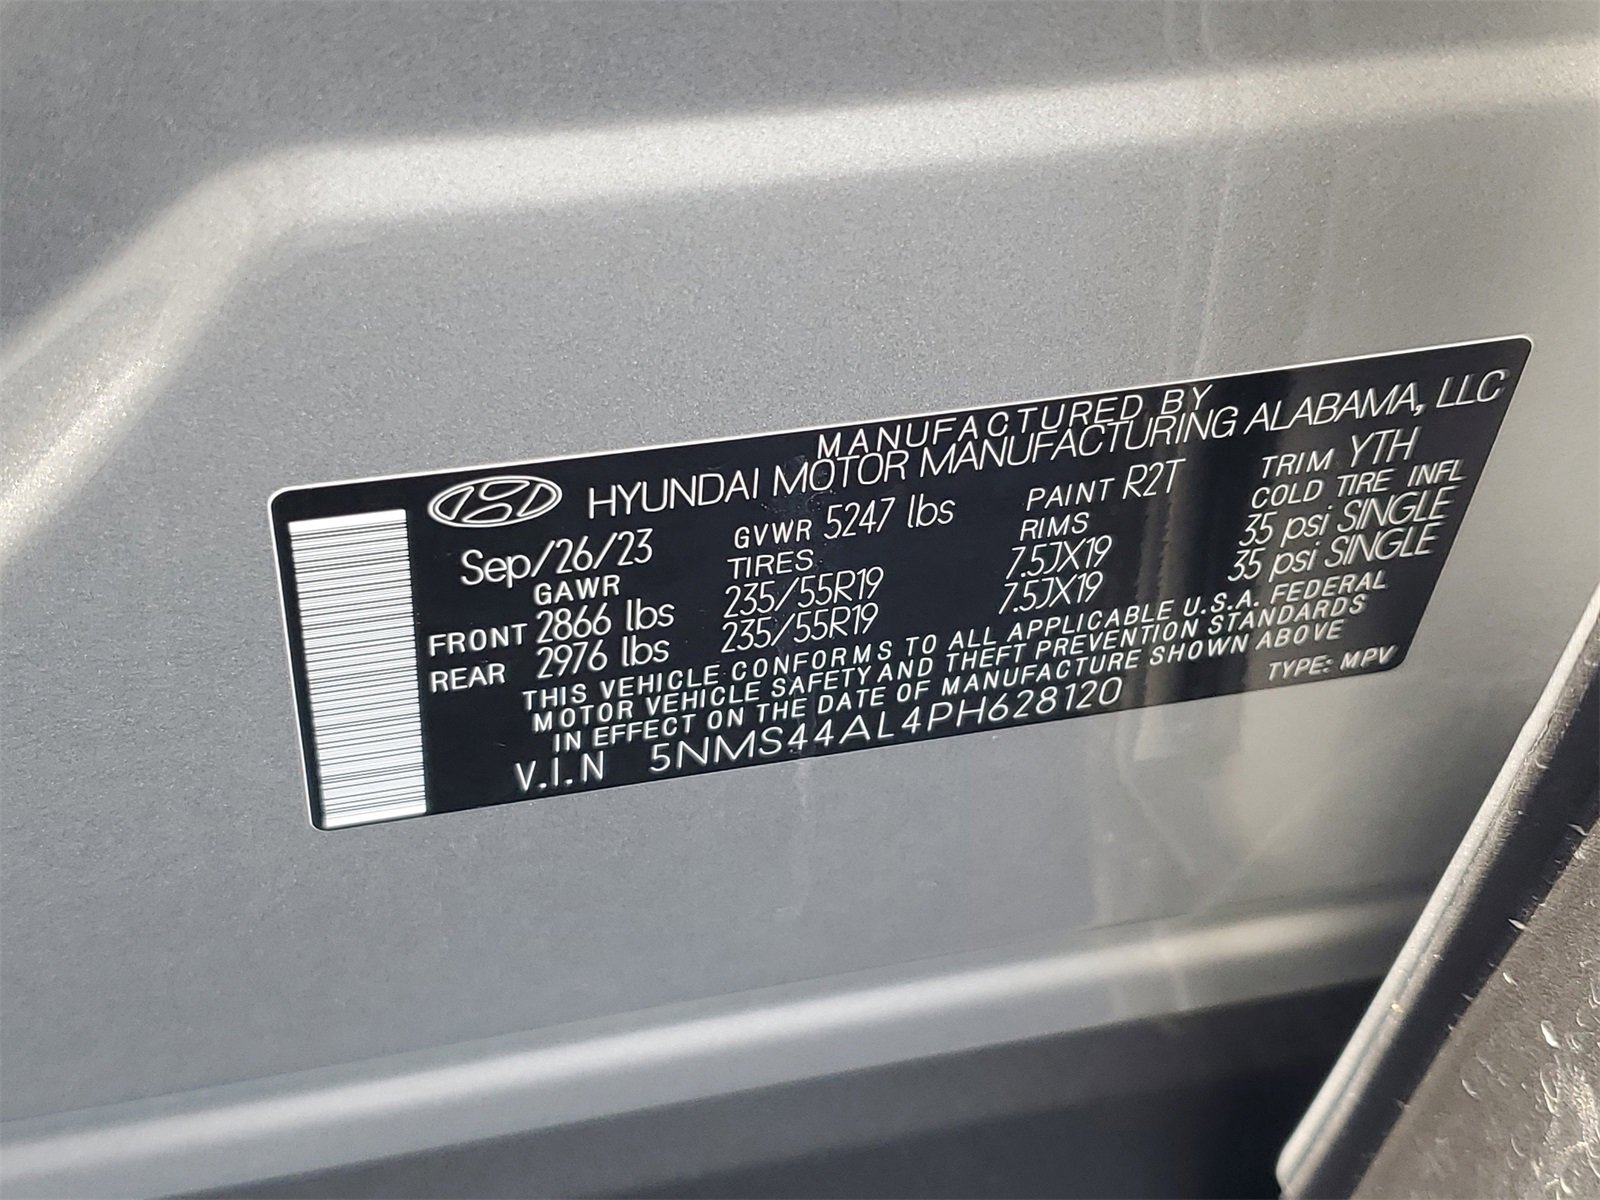 MANUFACTURED BY
HYUNDAI MOTOR MANUFACTURING ALABAMA, LLC
Sep/26/23 GVWR 5247 lbs PAINT R2T TRIM YTH
GAWR TIRES RIMS COLD TIRE INFL
FRONT 2866 lbs 235/55R19 7.5JX19 35 psi SINGLE
REAR 2976 lbs 235/55R19 7.5JX19 35 psi SINGLE
THIS VEHICLE CONFORMS TO ALL APPLICABLE U.S.A. FEDERAL
MOTOR VEHICLE SAFETY AND THEFT PREVENTION STANDARDS
IN EFFECT ON THE DATE OF MANUFACTURE SHOWN ABOVE
V.I.N 5NMS44AL4PH628120 TYPE: MPV